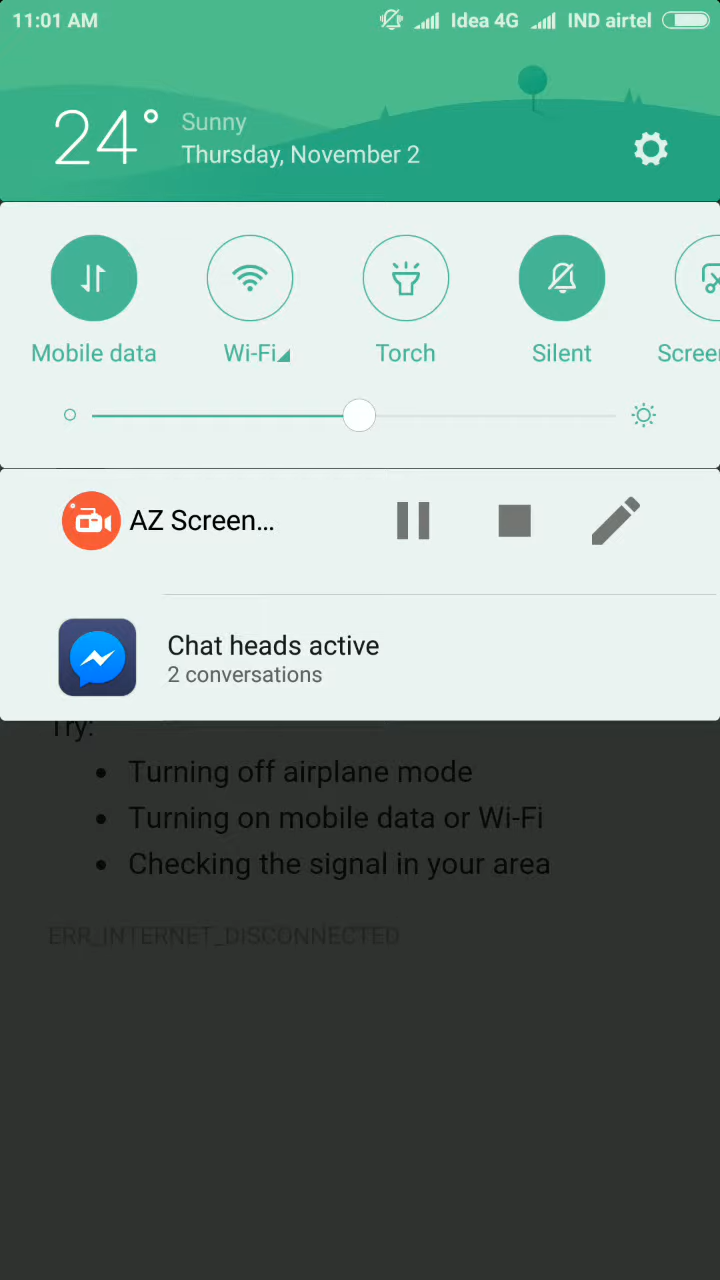 11:01 AM Idea 4G IND airtel
24° Sunny
Thursday, November 2
Mobile data Wi-Fi Torch Silent Screen
AZ Screen...
Chat heads active
2 conversations
Try:
• Turning off airplane mode
• Turning on mobile data or Wi-Fi
• Checking the signal in your area
ERR_INTERNET_DISCONNECTED